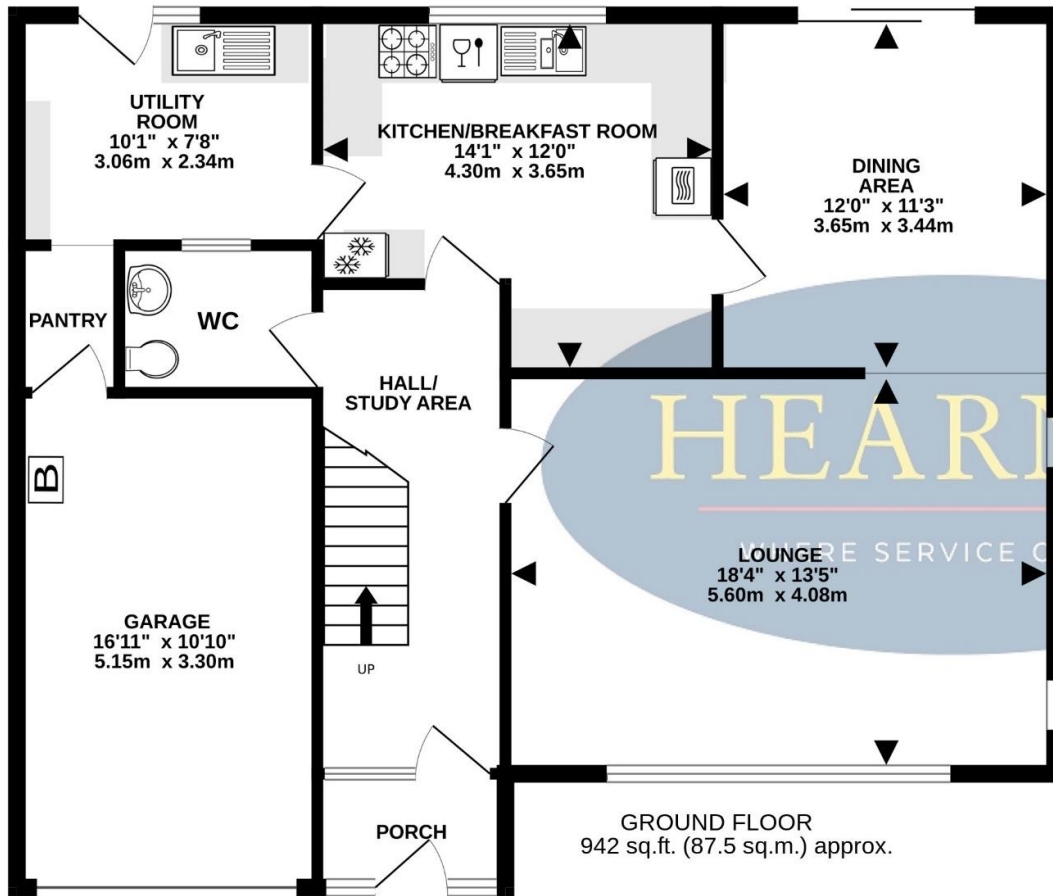 UTILITY
ROOM
10'1" x 7'8"
3.06m x 2.34m
KITCHEN/BREAKFAST ROOM
14'1" x 12'0"
4.30m x 3.65m
DINING
AREA
12'0" x 11'3"
3.65m x 3.44m
PANTRY
WC
HALL/
STUDY AREA
HEARN
WHERE SERVICE
LOUNGE
18'4" x 13'5"
5.60m x 4.08m
B
GARAGE
16'11" x 10'10"
5.15m x 3.30m
UP
PORCH
GROUND FLOOR
942 sq.ft. (87.5 sq.m.) approx.